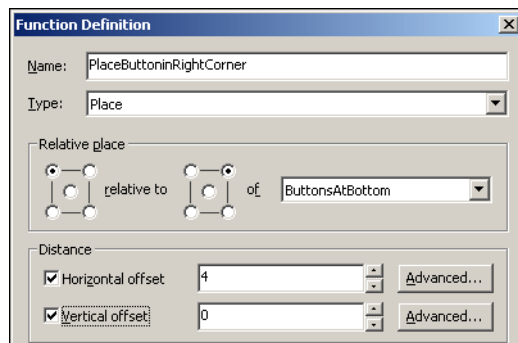 Function Definition
Name: PlaceButtoninRightCorner
Type: Place
Relative place
relative to of ButtonsAtBottom
Distance
Horizontal offset 4 Advanced...
Vertical offset 0 Advanced...